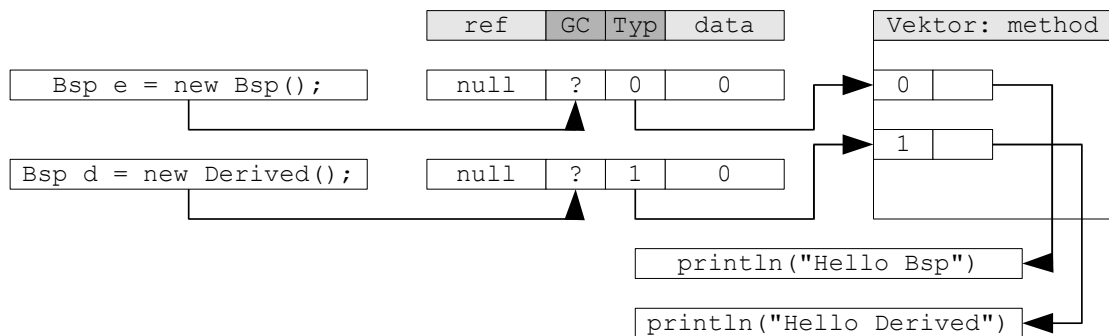 ref GC Typ data Vektor: method
Bsp e = new Bsp(); null ? 0 0 0
Bsp d = new Derived(); null ? 1 0 1
println("Hello Bsp")
println("Hello Derived")